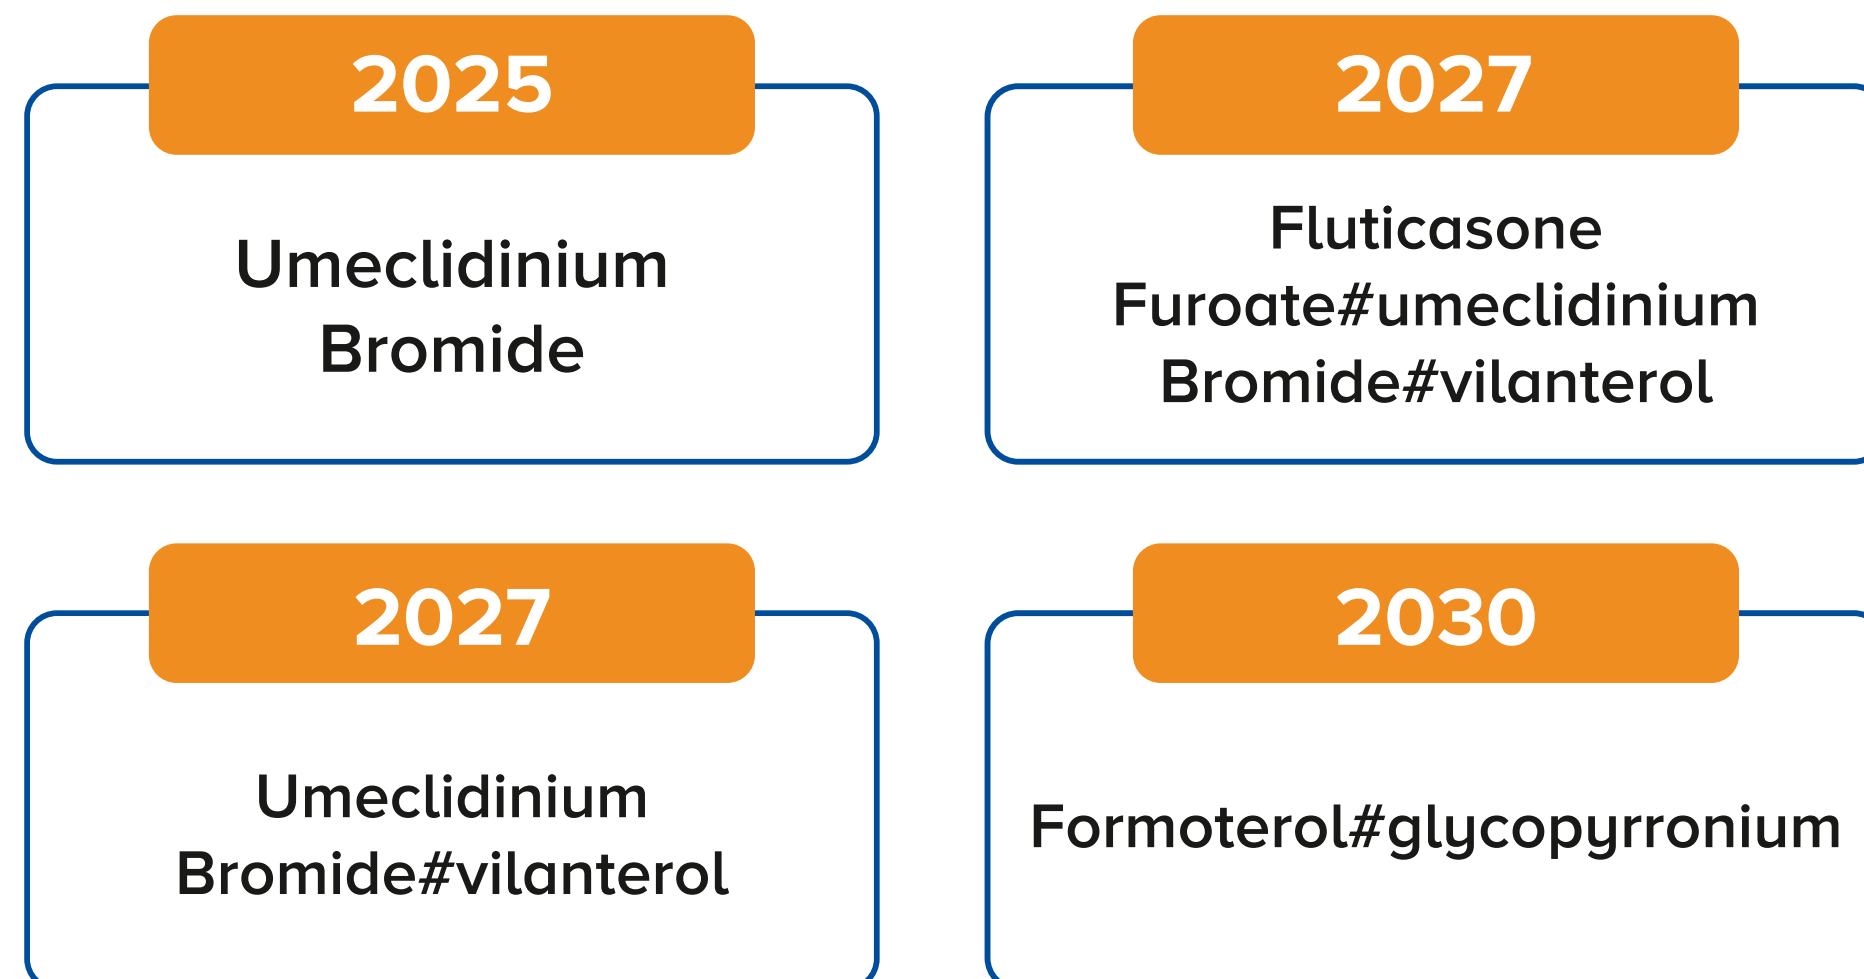 2025
Umeclidinium
Bromide
2027
Fluticasone
Furoate#umeclidinium
Bromide#vilanterol
2027
Umeclidinium
Bromide#vilanterol
2030
Formoterol#glycopyrronium